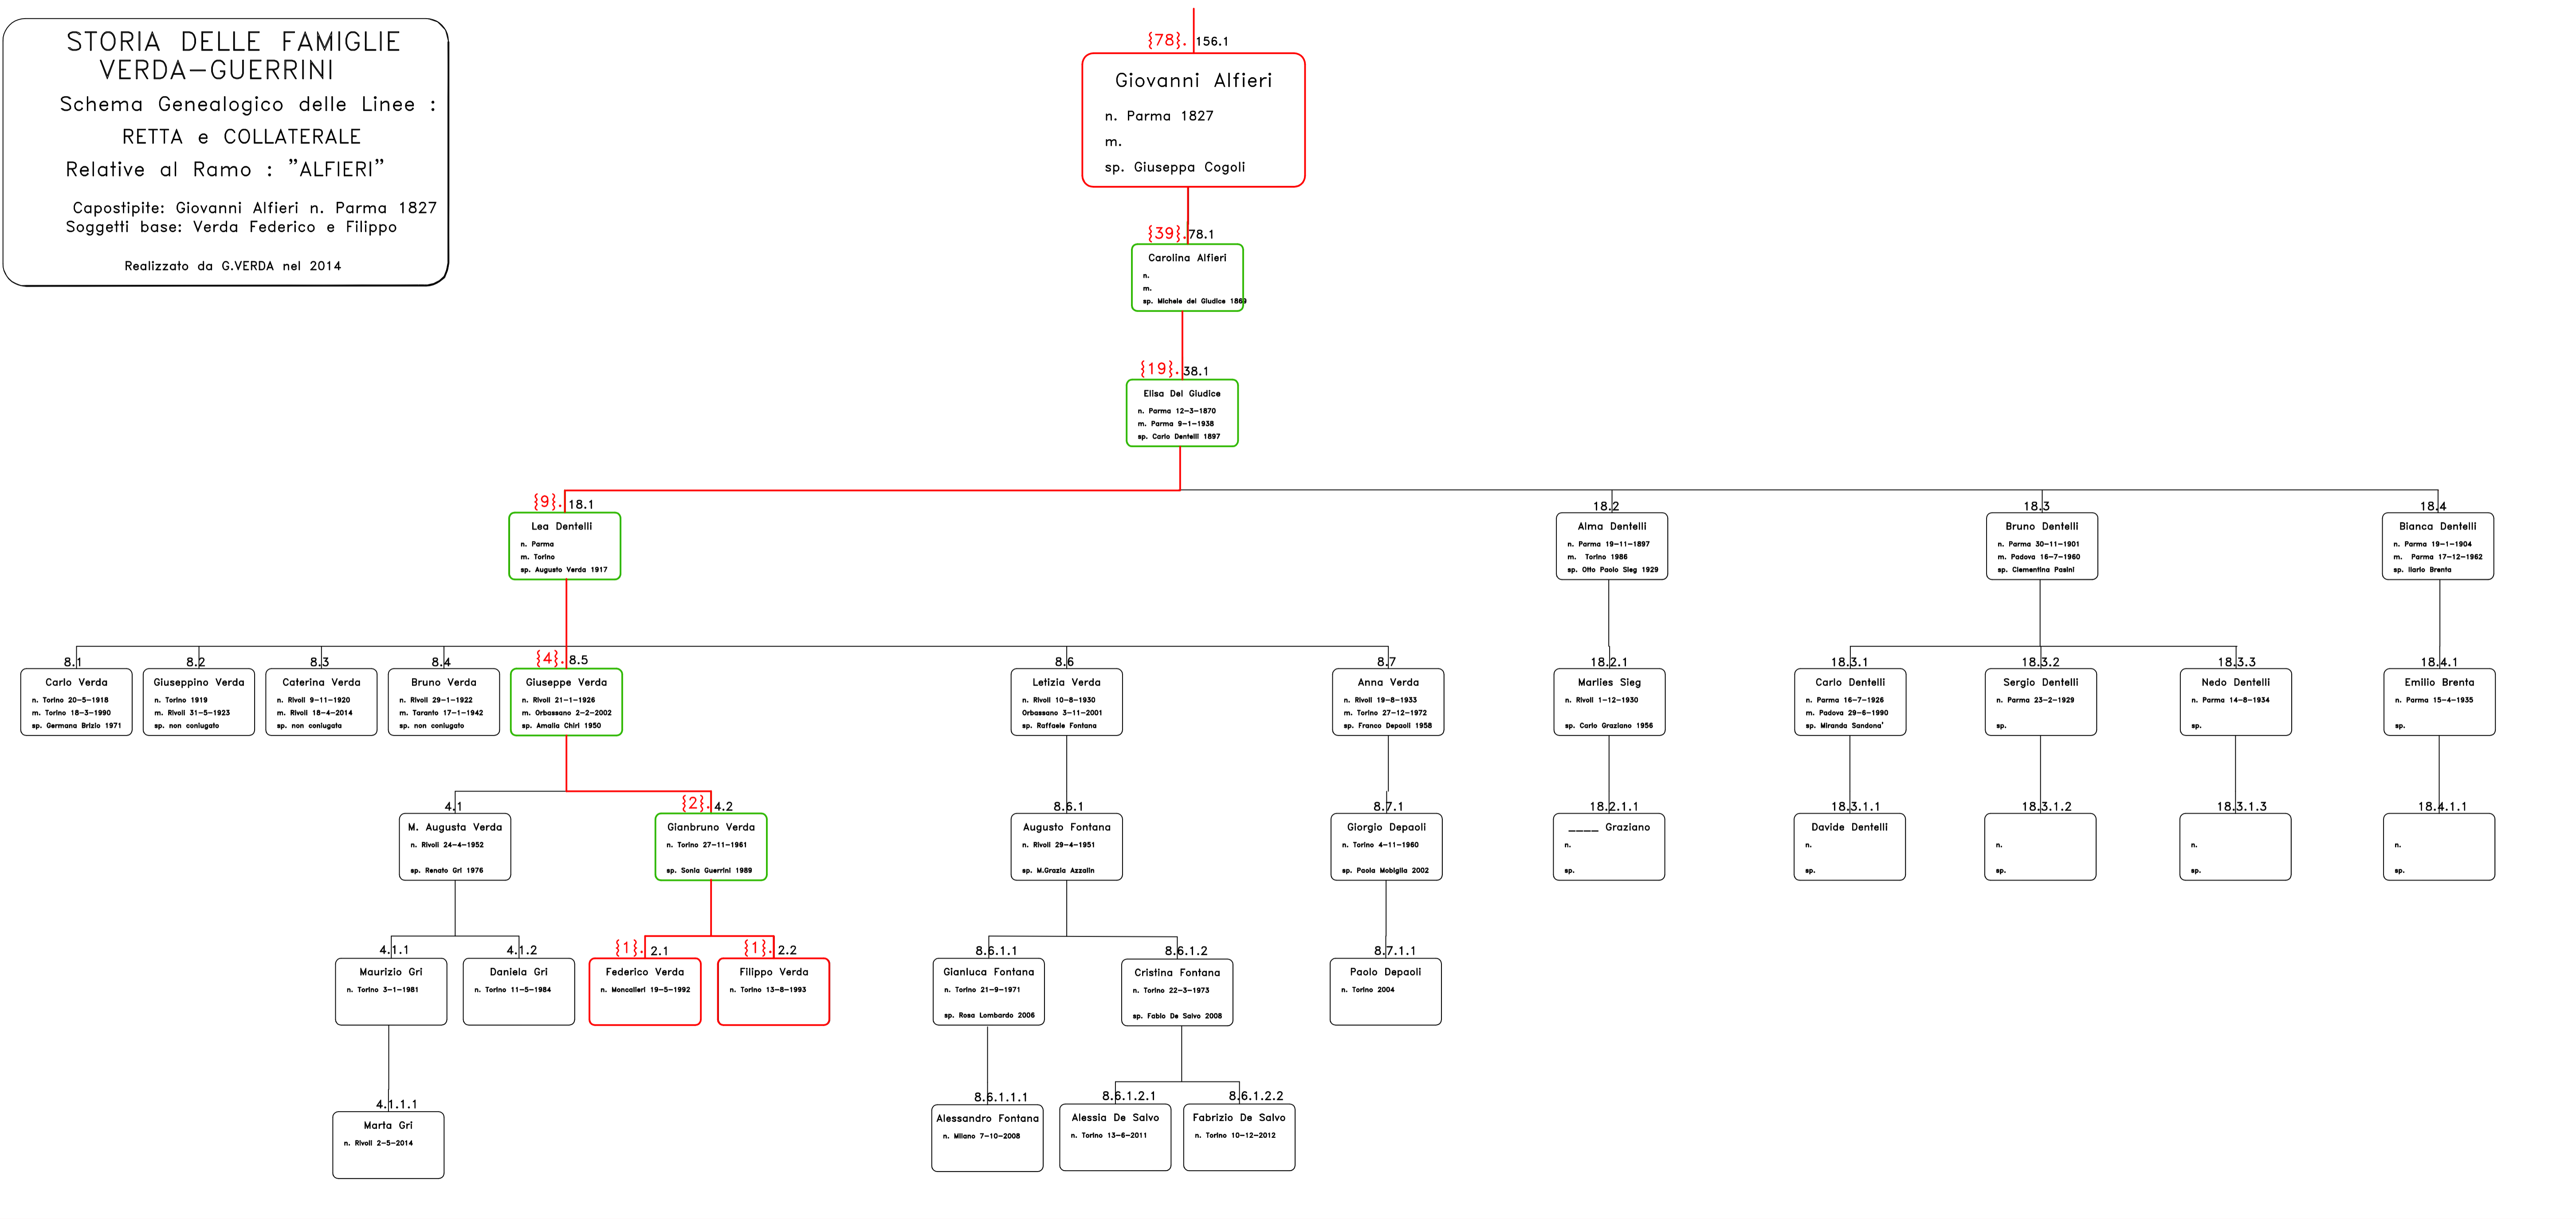 STORIA DELLE FAMIGLIE
VERDA-GUERRINI
Schema Genealogico delle Linee :
RETTA e COLLATERALE
Relative al Ramo : "ALFIERI"
Capostipite: Giovanni Alfieri n. Parma 1827
Soggetti base: Verda Federico e Filippo
Realizzato da G.VERDA nel 2014
{78}. 156.1
Giovanni Alfieri
n. Parma 1827
m.
sp. Giuseppa Cogoli
{39}. 78.1
Carolina Alfieri
n.
m.
sp. Michele del Giudice 1869
{19}. 38.1
Elisa Del Giudice
n. Parma 12-3-1870
m. Parma 9-1-1938
sp. Carlo Dentelli 1897
{9}. 18.1
Lea Dentelli
n. Parma
m. Torino
sp. Augusto Verda 1917
18.2
Alma Dentelli
n. Parma 19-11-1897
m. Torino 1986
sp. Otto Paolo Sieg 1929
18.3
Bruno Dentelli
n. Parma 30-11-1901
m. Padova 16-7-1960
sp. Clementina Pasini
18.4
Bianca Dentelli
n. Parma 19-1-1904
m. Parma 17-12-1962
sp. Ilario Brenta
8.1
Carlo Verda
n. Torino 20-5-1918
m. Torino 18-3-1990
sp. Germana Brizio 1971
8.2
Giuseppino Verda
n. Torino 1919
m. Rivoli 31-5-1923
sp. non coniugato
8.3
Caterina Verda
n. Rivoli 9-11-1920
m. Rivoli 18-4-2014
sp. non coniugata
8.4
Bruno Verda
n. Rivoli 29-1-1922
m. Taranto 17-1-1942
sp. non coniugato
{4}. 8.5
Giuseppe Verda
n. Rivoli 21-1-1926
m. Orbassano 2-2-2002
sp. Amalia Chiri 1950
8.6
Letizia Verda
n. Rivoli 10-8-1930
Orbassano 3-11-2001
sp. Raffaele Fontana
8.7
Anna Verda
n. Rivoli 19-8-1933
m. Torino 27-12-1972
sp. Franco Depaoli 1958
18.2.1
Marlies Sieg
n. Rivoli 1-12-1930
sp. Carlo Graziano 1956
18.3.1
Carlo Dentelli
n. Parma 16-7-1926
m. Padova 29-6-1990
sp. Miranda Sandona'
18.3.2
Sergio Dentelli
n. Parma 23-2-1929
sp.
18.3.3
Nedo Dentelli
n. Parma 14-8-1934
sp.
18.4.1
Emilio Brenta
n. Parma 15-4-1935
sp.
4.1
M. Augusta Verda
n. Rivoli 24-4-1952
sp. Renato Gri 1976
{2}. 4.2
Gianbruno Verda
n. Torino 27-11-1961
sp. Sonia Guerrini 1989
8.6.1
Augusto Fontana
n. Rivoli 29-4-1951
sp. M.Grazia Azzalin
8.7.1
Giorgio Depaoli
n. Torino 4-11-1960
sp. Paola Mobiglia 2002
18.2.1.1
____ Graziano
n.
sp.
18.3.1.1
Davide Dentelli
n.
sp.
18.3.1.2
n.
sp.
18.3.1.3
n.
sp.
18.4.1.1
n.
sp.
4.1.1
Maurizio Gri
n. Torino 3-1-1981
4.1.2
Daniela Gri
n. Torino 11-5-1984
{1}. 2.1
Federico Verda
n. Moncalieri 19-5-1992
{1}. 2.2
Filippo Verda
n. Torino 13-8-1993
8.6.1.1
Gianluca Fontana
n. Torino 21-9-1971
sp. Rosa Lombardo 2006
8.6.1.2
Cristina Fontana
n. Torino 22-3-1973
sp. Fabio De Salvo 2008
8.7.1.1
Paolo Depaoli
n. Torino 2004
4.1.1.1
Marta Gri
n. Rivoli 2-5-2014
8.6.1.1.1
Alessandro Fontana
n. Milano 7-10-2008
8.6.1.2.1
Alessia De Salvo
n. Torino 13-6-2011
8.6.1.2.2
Fabrizio De Salvo
n. Torino 10-12-2012